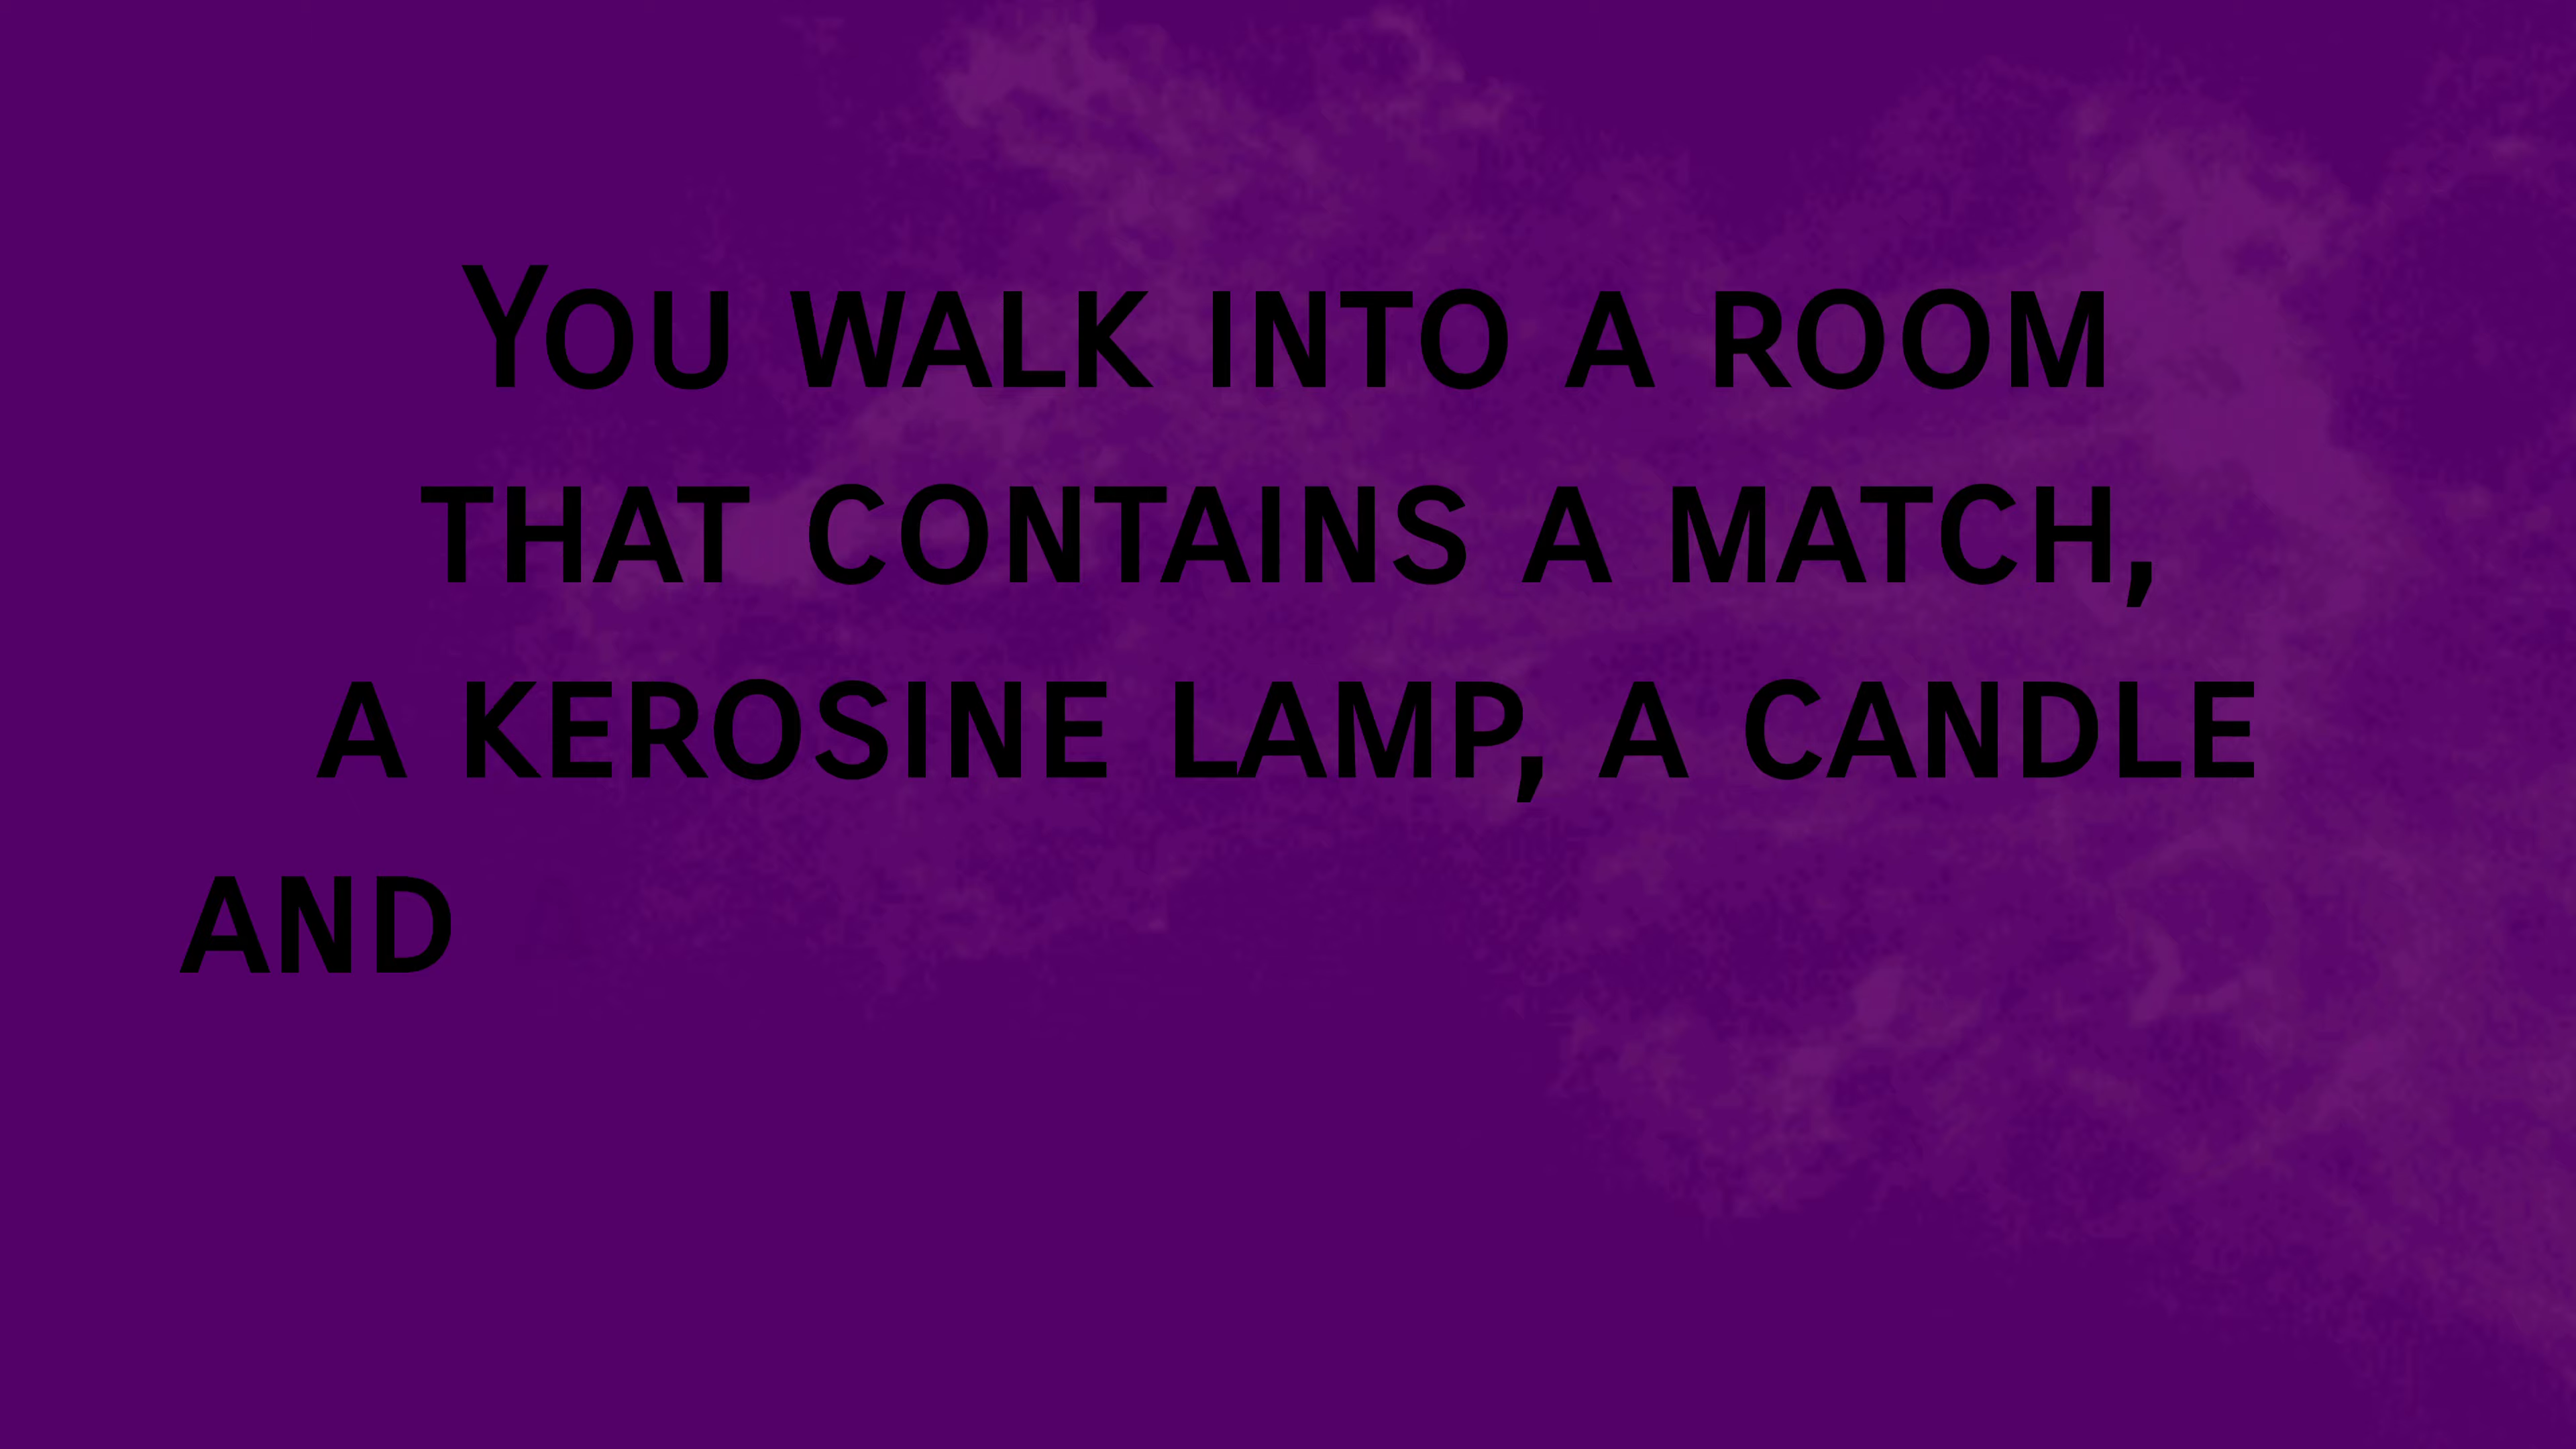 You walk into a room
that contains a match,
a kerosine lamp, a candle
and